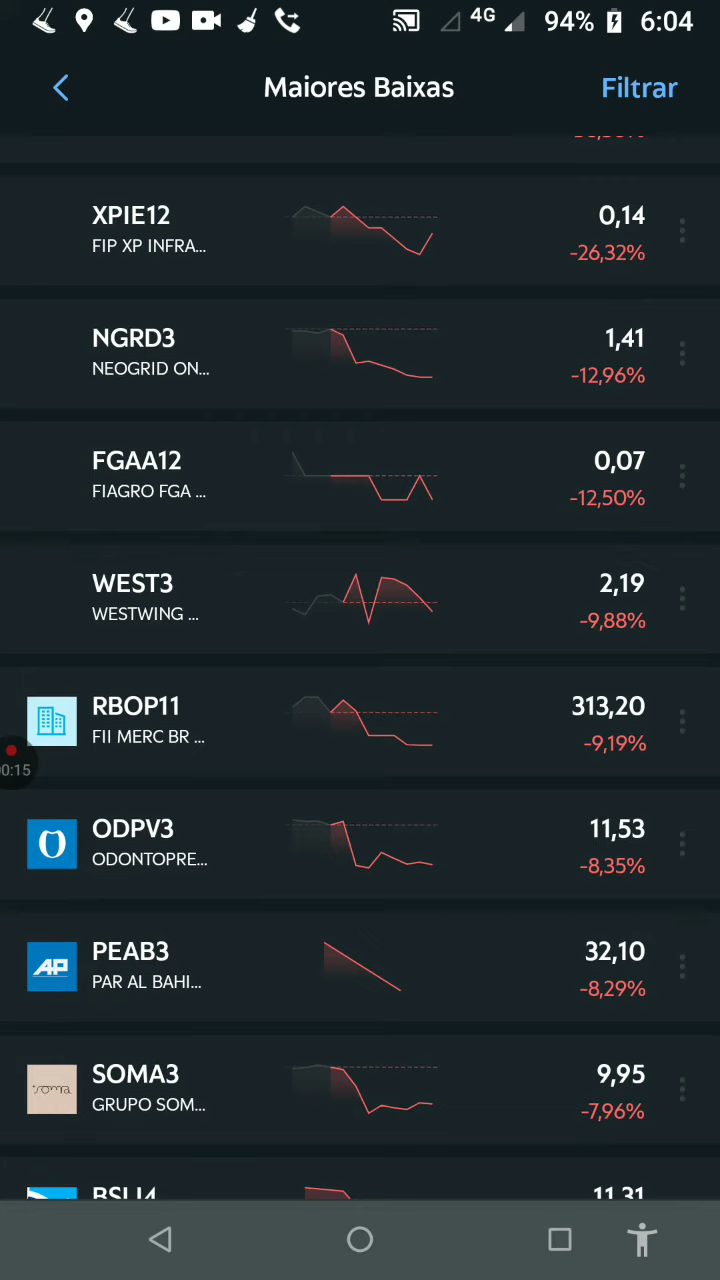 4G 94% 6:04
Maiores Baixas Filtrar
XPIE12 0,14
FIP XP INFRA... -26,32%
NGRD3 1,41
NEOGRID ON... -12,96%
FGAA12 0,07
FIAGRO FGA ... -12,50%
WEST3 2,19
WESTWING ... -9,88%
RBOP11 313,20
FII MERC BR ... -9,19%
0:15
ODPV3 11,53
ODONTOPRE... -8,35%
PEAB3 32,10
AP PAR AL BAHI... -8,29%
SOMA3 9,95
soma GRUPO SOM... -7,96%
BSLI4 11,31